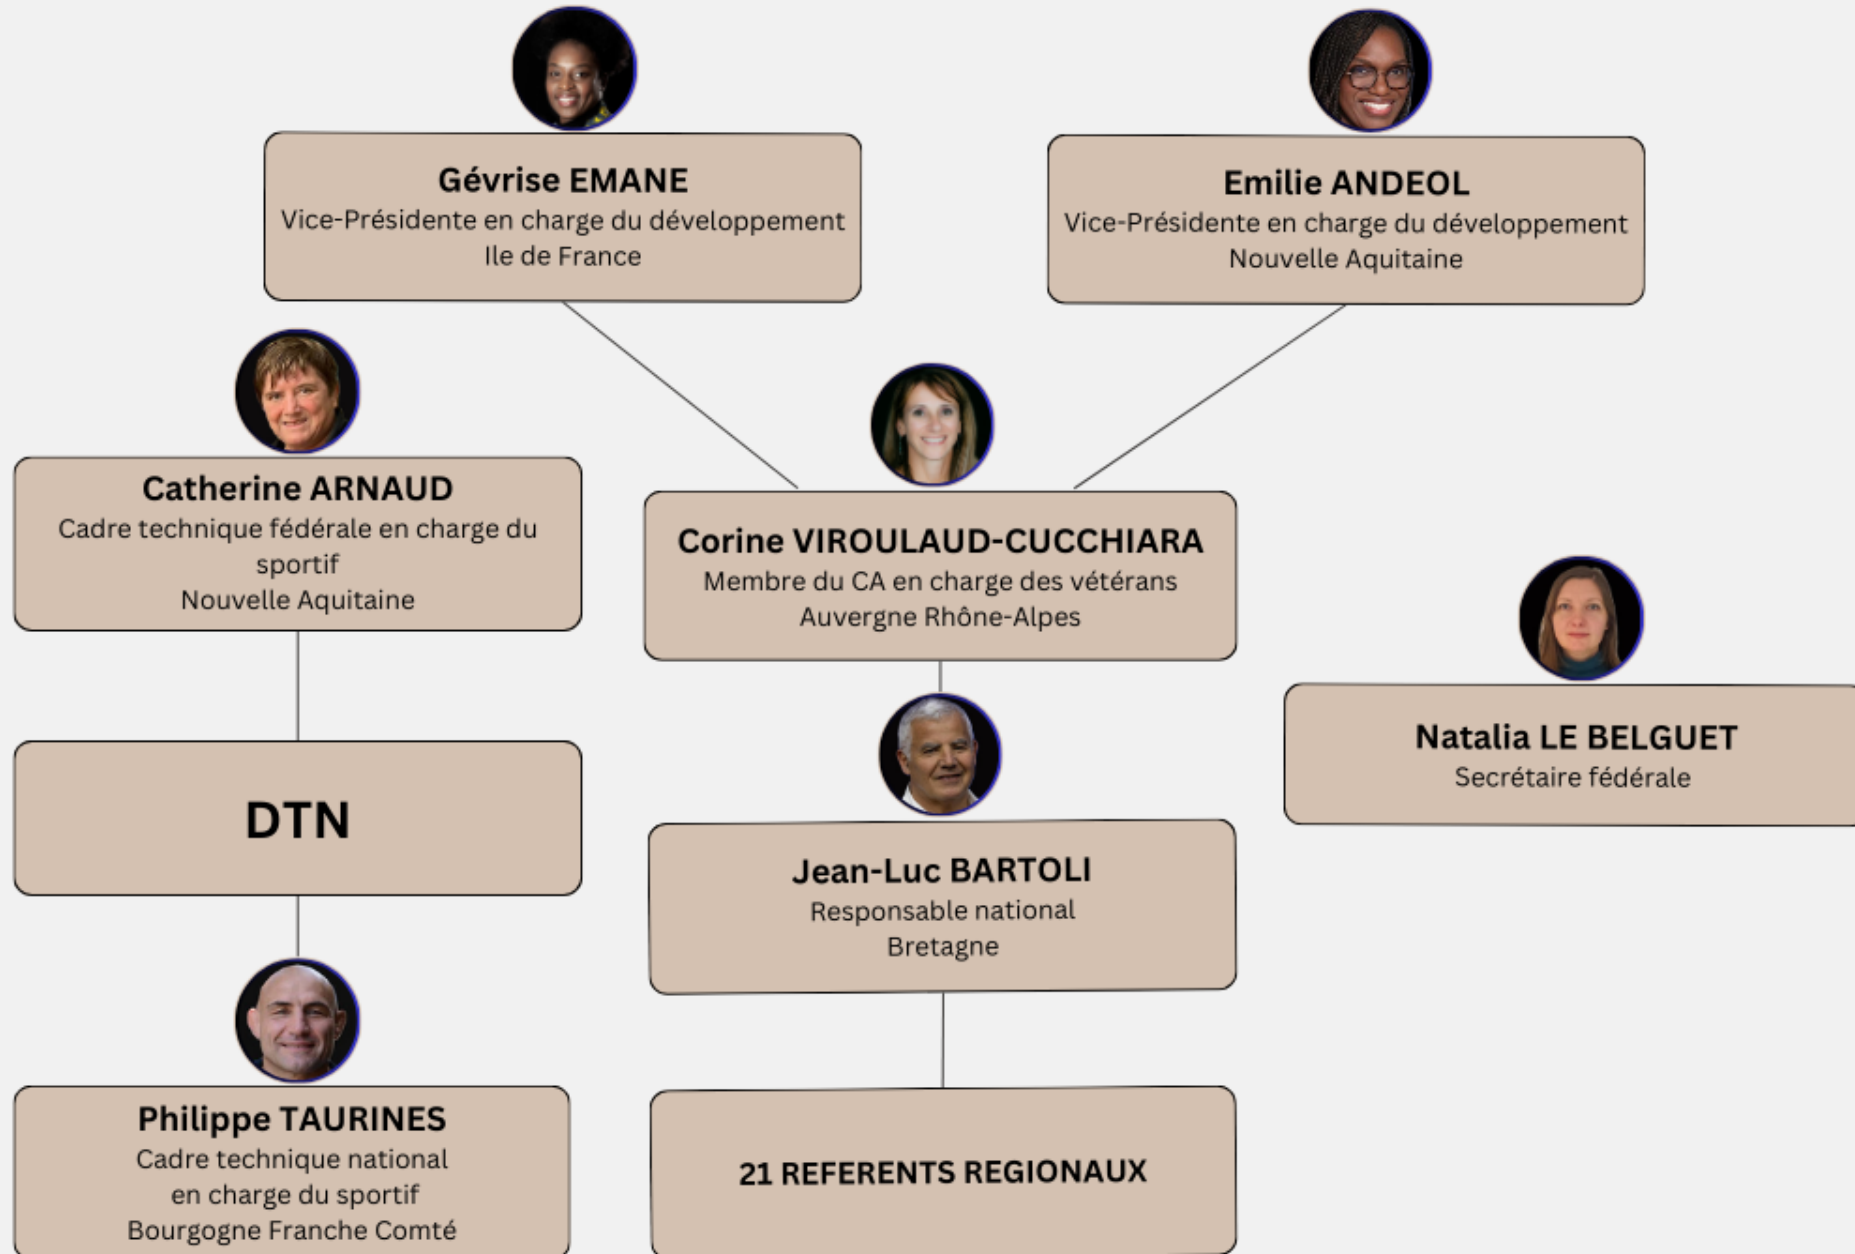 Gévrise EMANE
Vice-Présidente en charge du développement
Ile de France
Emilie ANDEOL
Vice-Présidente en charge du développement
Nouvelle Aquitaine
Catherine ARNAUD
Cadre technique fédérale en charge du
sportif
Nouvelle Aquitaine
Corine VIROULAUD-CUCCHIARA
Membre du CA en charge des vétérans
Auvergne Rhône-Alpes
Natalia LE BELGUET
Secrétaire fédérale
DTN
Jean-Luc BARTOLI
Responsable national
Bretagne
Philippe TAURINES
Cadre technique national
en charge du sportif
Bourgogne Franche Comté
21 REFERENTS REGIONAUX